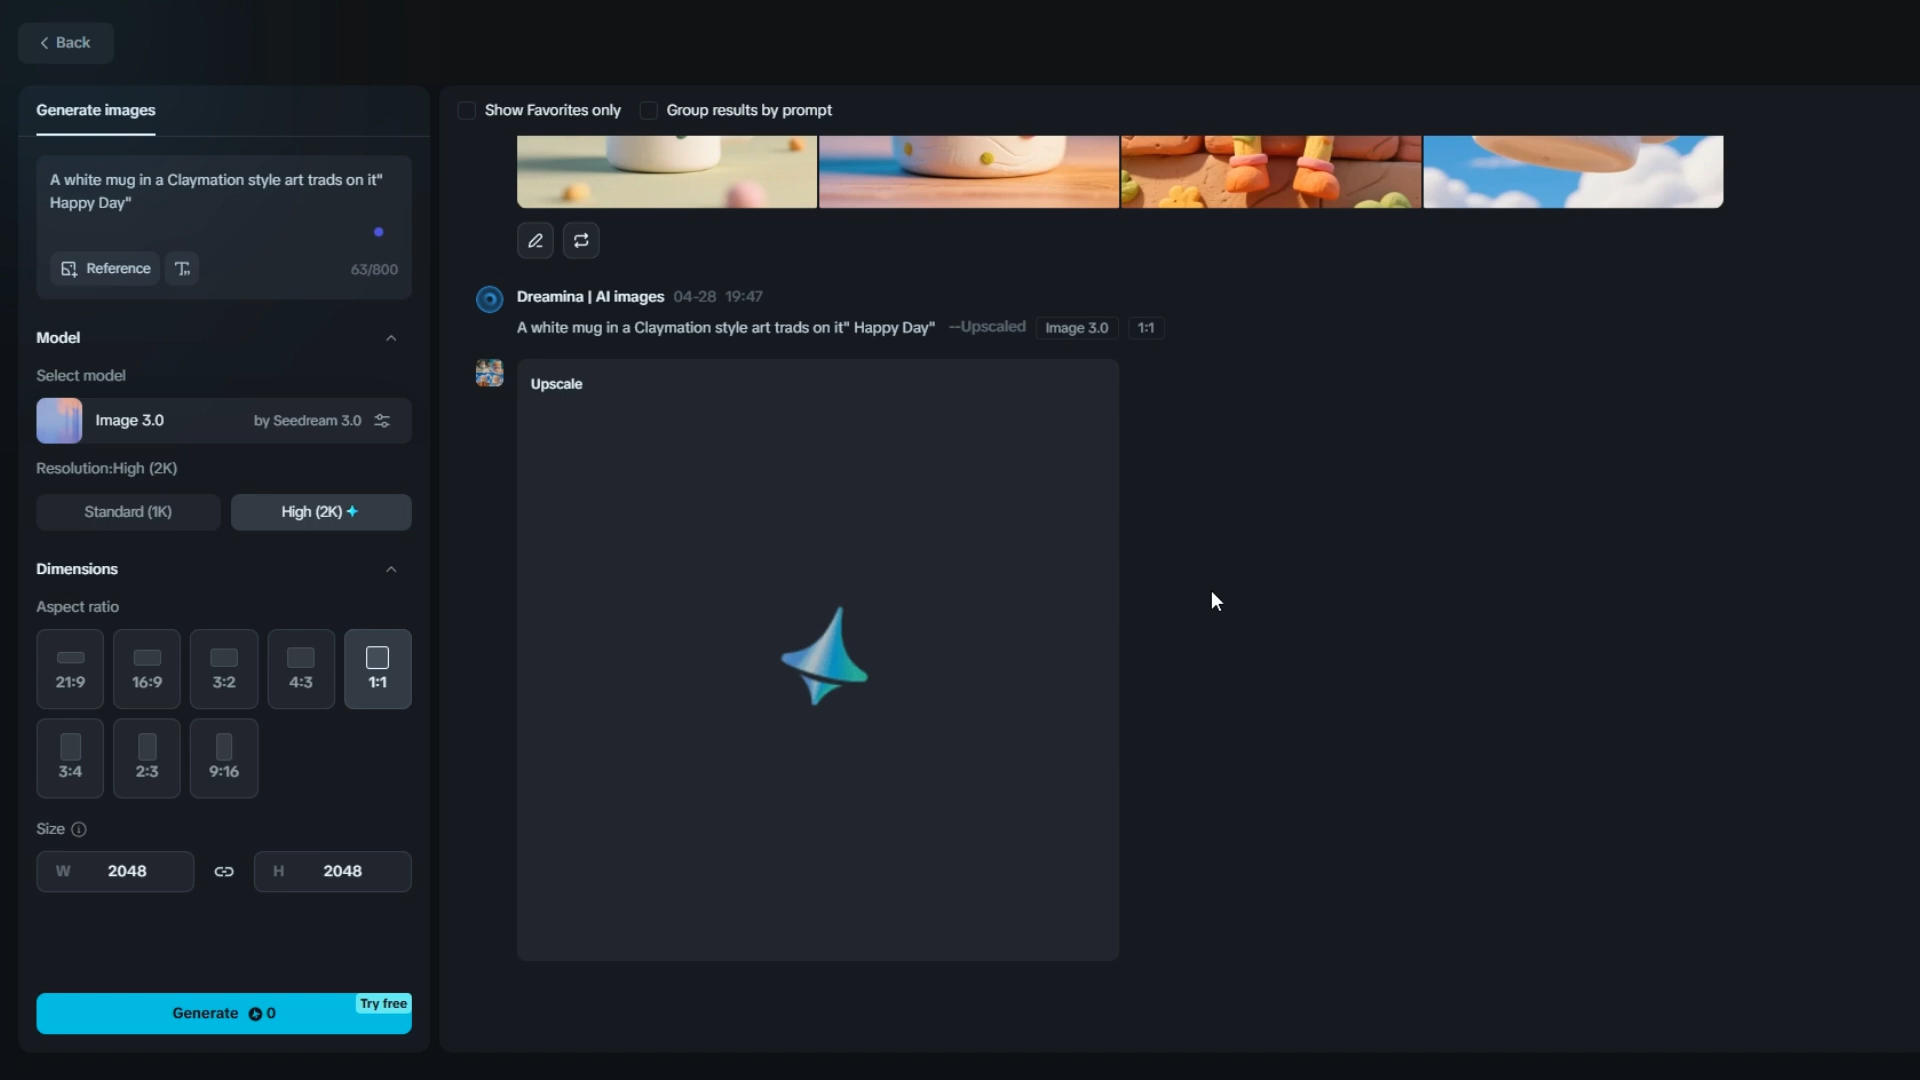 Back
Generate images
A white mug in a Claymation style art trads on it"
Happy Day"
Reference
63/800
Model
Select model
Image 3.0
by Seedream 3.0
Resolution:High (2K)
Standard (1K)
High (2K)
Dimensions
Aspect ratio
21:9
16:9
3:2
4:3
1:1
3:4
2:3
9:16
Size
W 2048
H 2048
Try free
Generate 0
Show Favorites only
Group results by prompt
Dreamina | AI images 04-28 19:47
A white mug in a Claymation style art trads on it" Happy Day" --Upscaled Image 3.0 1:1
Upscale